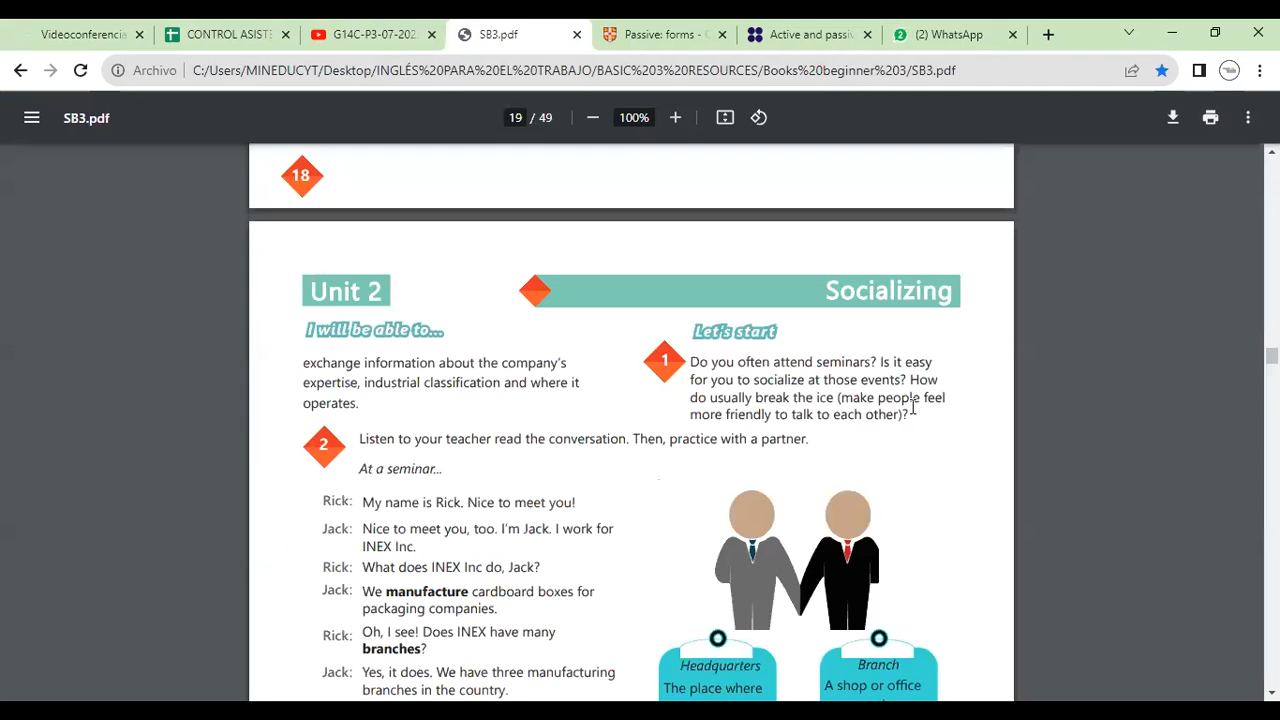 Videoconferencia
CONTROL ASISTE
G14C-P3-07-202
SB3.pdf
Passive: forms - C
Active and passiv
(2) WhatsApp
Archivo
C:/Users/MINEDUCYT/Desktop/INGLÉS%20PARA%20EL%20TRABAJO/BASIC%203%20RESOURCES/Books%20beginner%203/SB3.pdf
SB3.pdf
19 / 49
100%
18
Unit 2
Socializing
I will be able to...
exchange information about the company's
expertise, industrial classification and where it
operates.
Let's start
1
Do you often attend seminars? Is it easy
for you to socialize at those events? How
do usually break the ice (make people feel
more friendly to talk to each other)?
2
Listen to your teacher read the conversation. Then, practice with a partner.
At a seminar...
Rick: My name is Rick. Nice to meet you!
Jack: Nice to meet you, too. I'm Jack. I work for
INEX Inc.
Rick: What does INEX Inc do, Jack?
Jack: We manufacture cardboard boxes for
packaging companies.
Rick: Oh, I see! Does INEX have many
branches?
Jack: Yes, it does. We have three manufacturing
branches in the country.
Headquarters
The place where
Branch
A shop or office